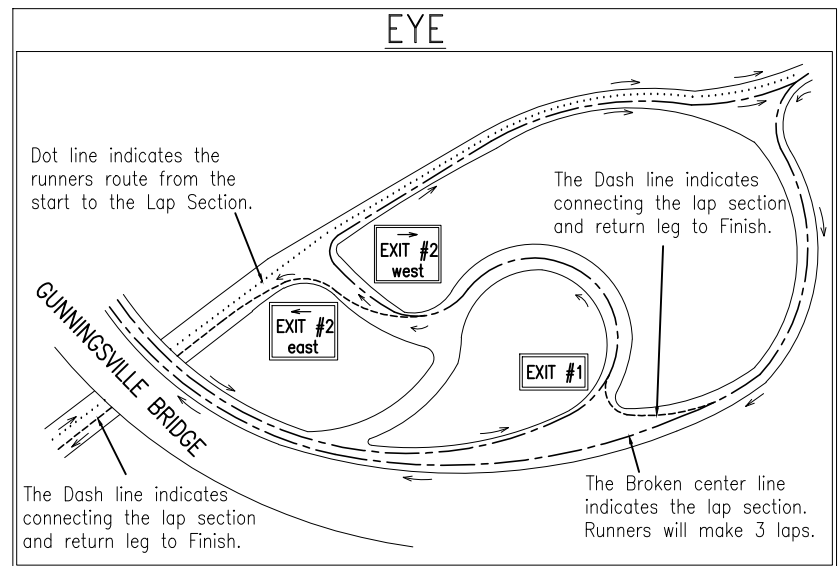 EYE
Dot line indicates the
runners route from the
start to the Lap Section.
The Dash line indicates
connecting the lap section
and return leg to Finish.
EXIT #2
west
EXIT #2
east
EXIT #1
GUNNINGSVILLE BRIDGE
The Dash line indicates
connecting the lap section
and return leg to Finish.
The Broken center line
indicates the lap section.
Runners will make 3 laps.